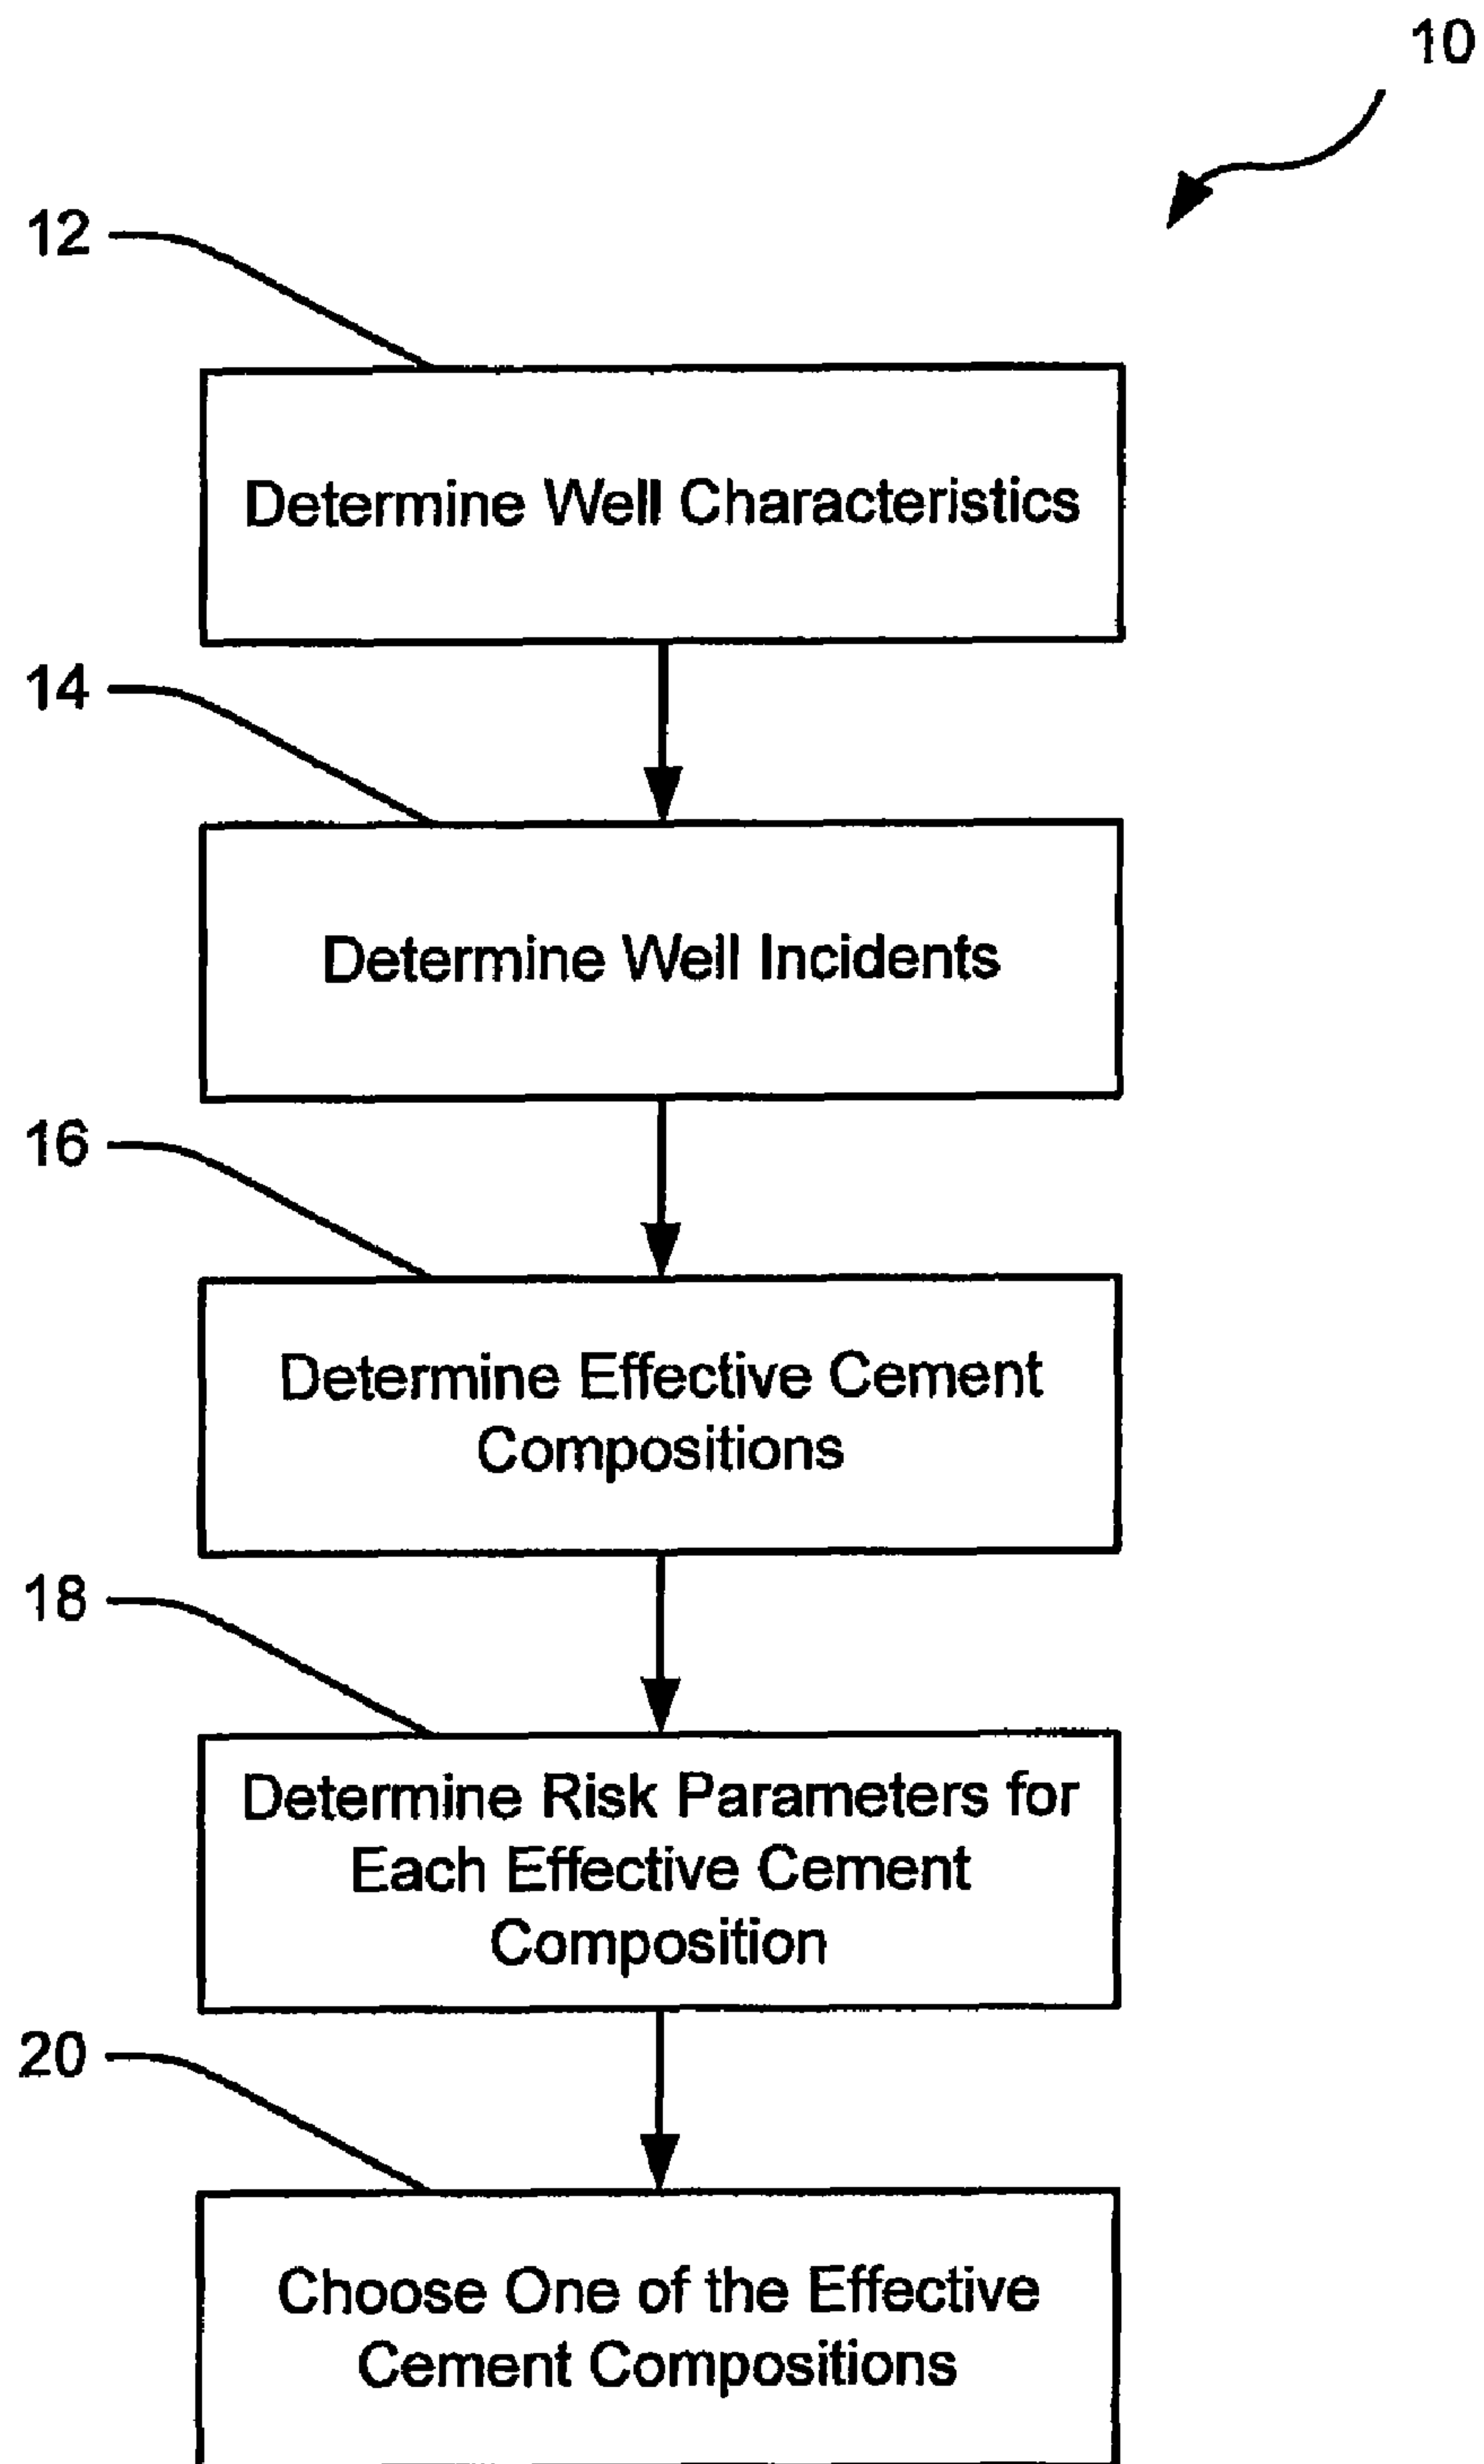 10
12
Determine Well Characteristics
14
Determine Well Incidents
16
Determine Effective Cement
Compositions
18
Determine Risk Parameters for
Each Effective Cement
Composition
20
Choose One of the Effective
Cement Compositions